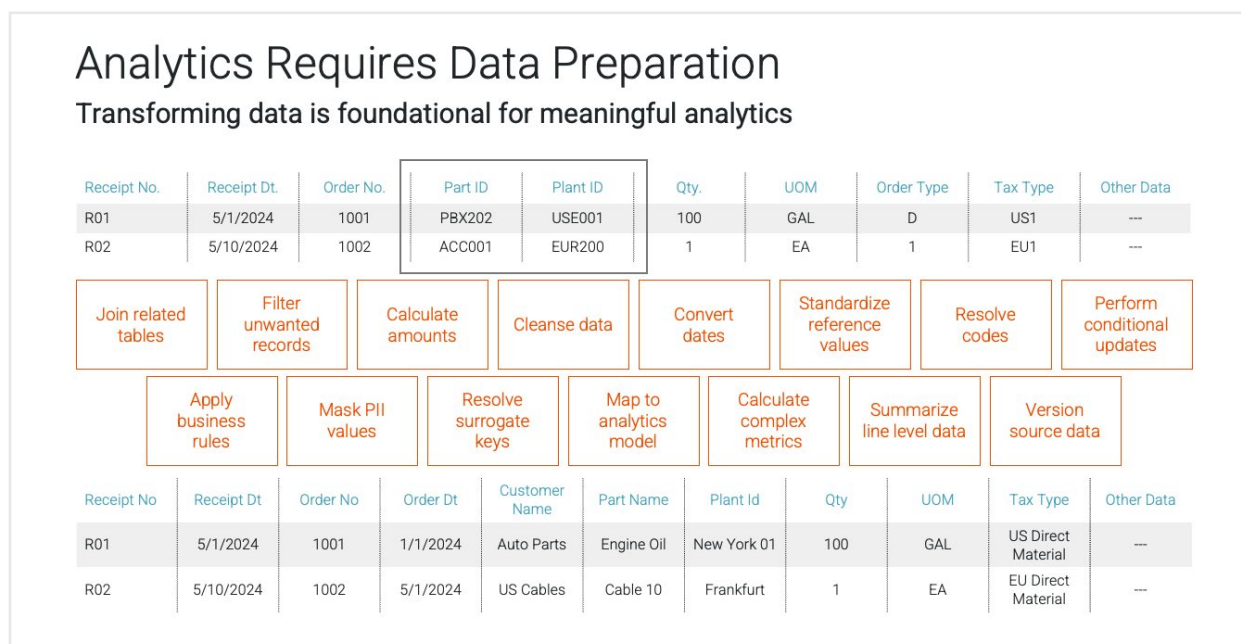 Analytics Requires Data Preparation
Transforming data is foundational for meaningful analytics
Receipt No. Receipt Dt. Order No. Part ID Plant ID Qty. UOM Order Type Tax Type Other Data
R01 5/1/2024 1001 PBX202 USE001 100 GAL D US1 ---
R02 5/10/2024 1002 ACC001 EUR200 1 EA 1 EU1 ---
Join related
tables
Filter
unwanted
records
Calculate
amounts
Cleanse data
Convert
dates
Standardize
reference
values
Resolve
codes
Perform
conditional
updates
Apply
business
rules
Mask PII
values
Resolve
surrogate
keys
Map to
analytics
model
Calculate
complex
metrics
Summarize
line level data
Version
source data
Receipt No Receipt Dt Order No Order Dt Customer
Name Part Name Plant Id Qty UOM Tax Type Other Data
R01 5/1/2024 1001 1/1/2024 Auto Parts Engine Oil New York 01 100 GAL US Direct
Material ---
R02 5/10/2024 1002 5/1/2024 US Cables Cable 10 Frankfurt 1 EA EU Direct
Material ---